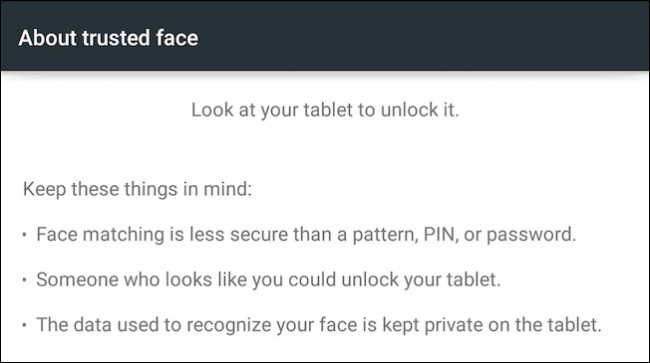 About trusted face
Look at your tablet to unlock it.
Keep these things in mind:
• Face matching is less secure than a pattern, PIN, or password.
• Someone who looks like you could unlock your tablet.
• The data used to recognize your face is kept private on the tablet.